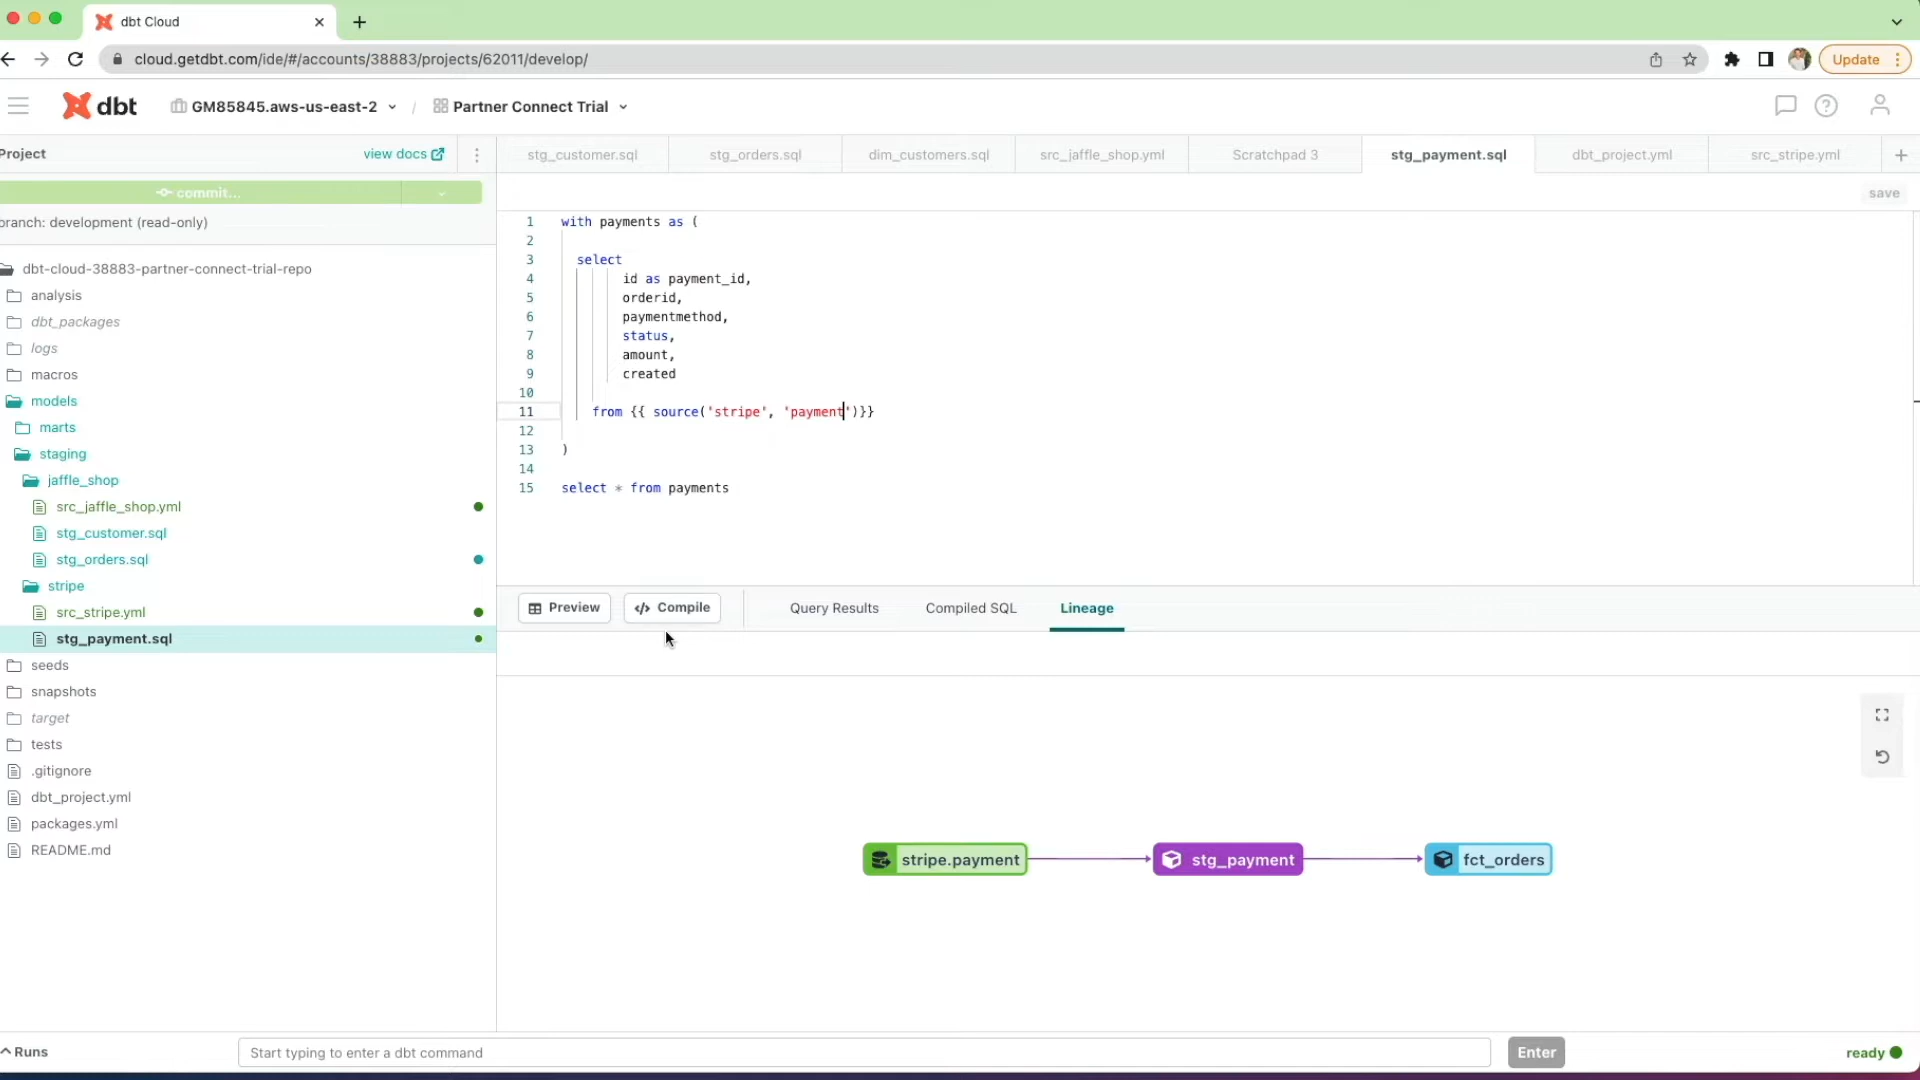 dbt Cloud
cloud.getdbt.com/ide/#/accounts/38883/projects/62011/develop/
Update
dbt
GM85845.aws-us-east-2
/
Partner Connect Trial
Project
view docs
stg_customer.sql
stg_orders.sql
dim_customers.sql
src_jaffle_shop.yml
Scratchpad 3
stg_payment.sql
dbt_project.yml
src_stripe.yml
commit...
save
branch: development (read-only)
dbt-cloud-38883-partner-connect-trial-repo
analysis
dbt_packages
logs
macros
models
marts
staging
jaffle_shop
src_jaffle_shop.yml
stg_customer.sql
stg_orders.sql
stripe
src_stripe.yml
stg_payment.sql
seeds
snapshots
target
tests
.gitignore
dbt_project.yml
packages.yml
README.md
1 with payments as (
2
3 select
4 id as payment_id,
5 orderid,
6 paymentmethod,
7 status,
8 amount,
9 created
10
11 from {{ source('stripe', 'payment')}}
12
13 )
14
15 select * from payments
Preview
Compile
Query Results
Compiled SQL
Lineage
stripe.payment
stg_payment
fct_orders
Runs
Start typing to enter a dbt command
Enter
ready